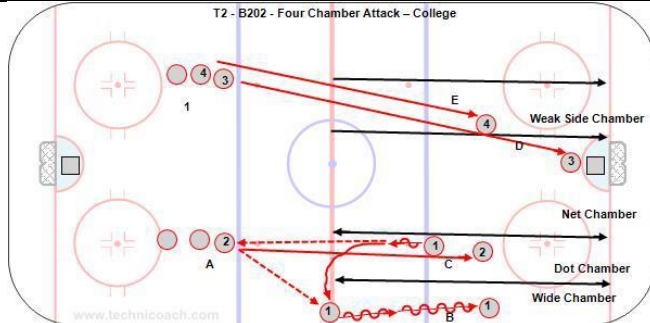 T2 - B202 - Four Chamber Attack – College
4
3
1
E
4
Weak Side Chamber
D
3
Net Chamber
2
1
2
A
C
Dot Chamber
Wide Chamber
1
1
B
www.technicoach.com